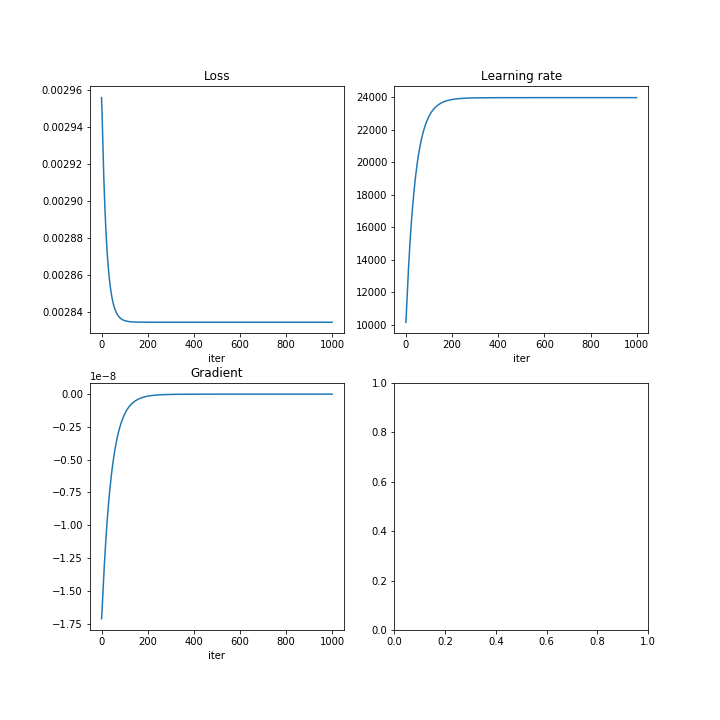 Loss
0.00296
0.00294
0.00292
0.00290
0.00288
0.00286
0.00284
0 200 400 600 800 1000
iter
Learning rate
24000
22000
20000
18000
16000
14000
12000
10000
0 200 400 600 800 1000
iter
1e−8
Gradient
0.00
−0.25
−0.50
−0.75
−1.00
−1.25
−1.50
−1.75
0 200 400 600 800 1000
iter
1.0
0.8
0.6
0.4
0.2
0.0
0.0 0.2 0.4 0.6 0.8 1.0